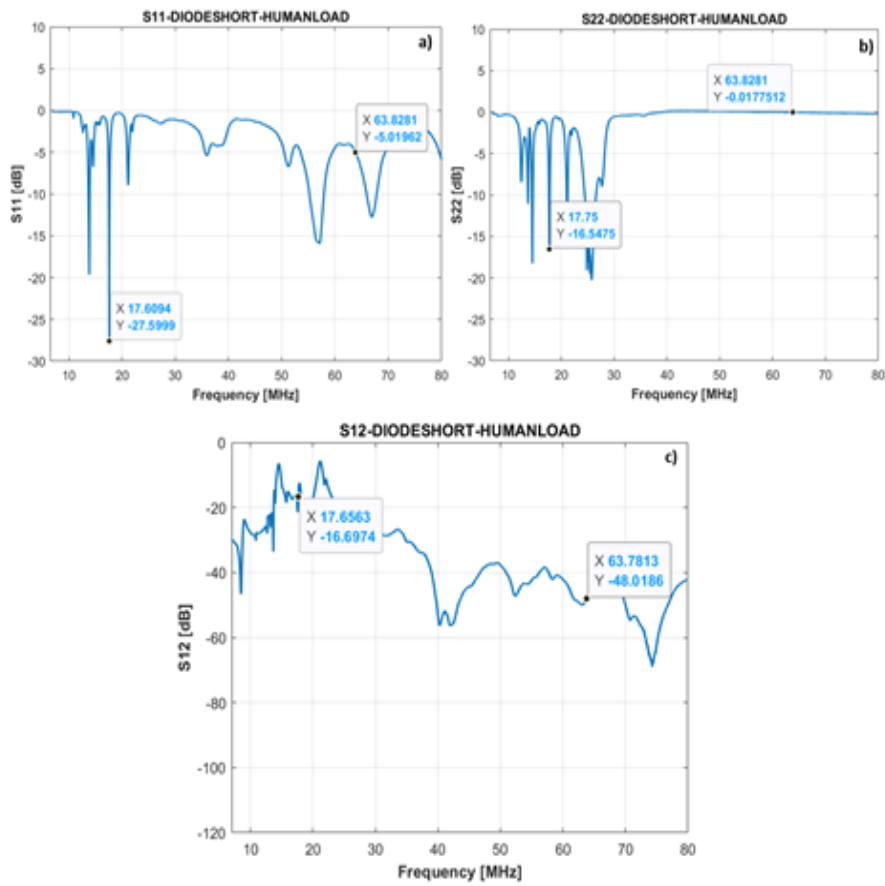 S11-DIODESHORT-HUMANLOAD
a)
10
5
0
-5
-10
-15
-20
-25
-30
S11 [dB]
X 63.8281
Y -5.01962
X 17.6094
Y -27.5999
10 20 30 40 50 60 70 80
Frequency [MHz]
S22-DIODESHORT-HUMANLOAD
b)
10
5
0
-5
-10
-15
-20
-25
-30
S22 [dB]
X 63.8281
Y -0.0177512
X 17.75
Y -16.5475
10 20 30 40 50 60 70 80
Frequency [MHz]
S12-DIODESHORT-HUMANLOAD
c)
0
-20
-40
-60
-80
-100
-120
S12 [dB]
X 17.6563
Y -16.6974
X 63.7813
Y -48.0186
10 20 30 40 50 60 70 80
Frequency [MHz]